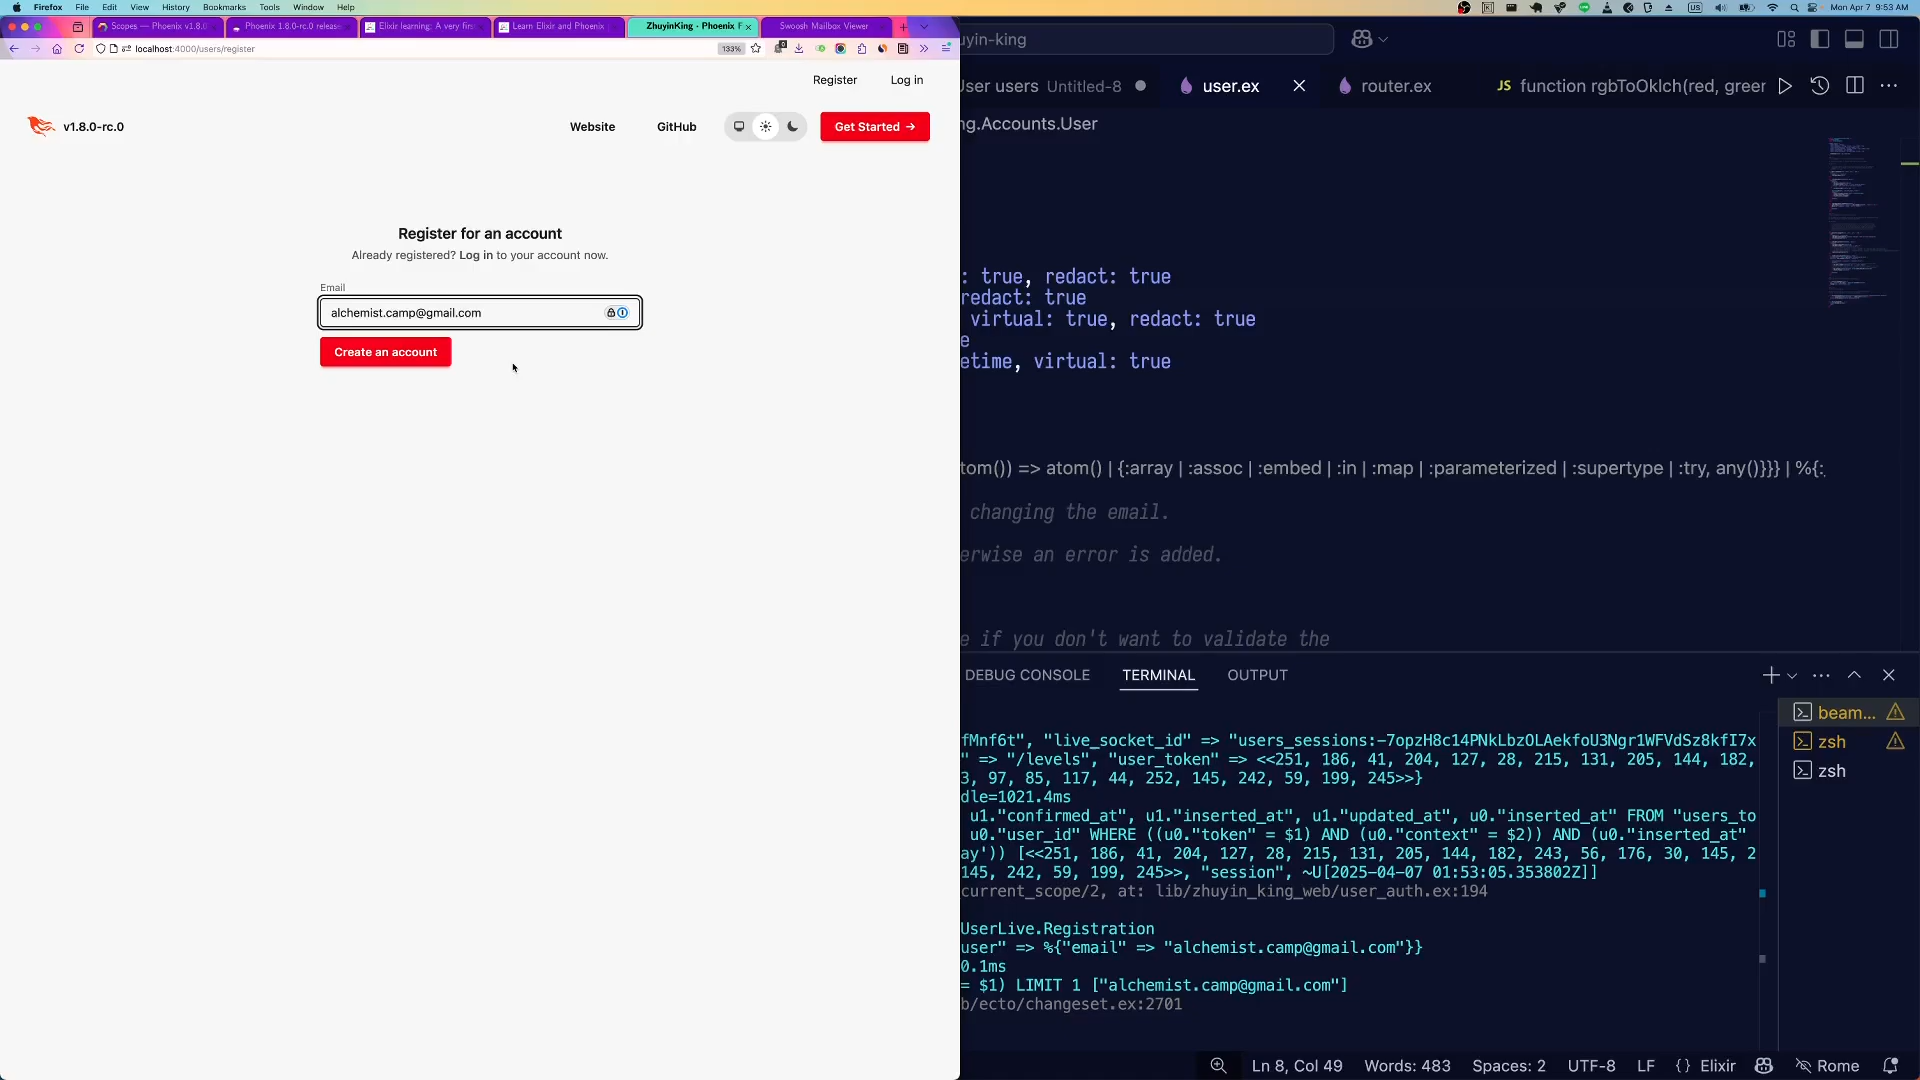 Firefox File Edit View History Bookmarks Tools Window Help
US Mon Apr 7 9:53 AM
Scopes — Phoenix v1.8.0
Phoenix 1.8.0-rc.0 release
Elixir learning: A very firs
Learn Elixir and Phoenix
ZhuyinKing · Phoenix F
Swoosh Mailbox Viewer
localhost:4000/users/register
133%
Register
Log in
v1.8.0-rc.0
Website
GitHub
Get Started →
Register for an account
Already registered? Log in to your account now.
Email
alchemist.camp@gmail.com
Create an account
yin-king
User users Untitled-8
user.ex
router.ex
JS function rgbToOklch(red, greer
ng.Accounts.User
: true, redact: true
redact: true
virtual: true, redact: true
e
etime, virtual: true
tom()) => atom() | {:array | :assoc | :embed | :in | :map | :parameterized | :supertype | :try, any()}}} | %{:
changing the email.
erwise an error is added.
e if you don't want to validate the
DEBUG CONSOLE
TERMINAL
OUTPUT
fMnf6t", "live_socket_id" => "users_sessions:-7opzH8c14PNkLbzOLAekfoU3Ngr1WFVdSz8kfI7x
" => "/levels", "user_token" => <<251, 186, 41, 204, 127, 28, 215, 131, 205, 144, 182,
3, 97, 85, 117, 44, 252, 145, 242, 59, 199, 245>>}
dle=1021.4ms
u1."confirmed_at", u1."inserted_at", u1."updated_at", u0."inserted_at" FROM "users_to
u0."user_id" WHERE ((u0."token" = $1) AND (u0."context" = $2)) AND (u0."inserted_at"
ay')) [<<251, 186, 41, 204, 127, 28, 215, 131, 205, 144, 182, 243, 56, 176, 30, 145, 2
145, 242, 59, 199, 245>>, "session", ~U[2025-04-07 01:53:05.353802Z]]
current_scope/2, at: lib/zhuyin_king_web/user_auth.ex:194
UserLive.Registration
user" => %{"email" => "alchemist.camp@gmail.com"}}
0.1ms
= $1) LIMIT 1 ["alchemist.camp@gmail.com"]
b/ecto/changeset.ex:2701
beam...
zsh
zsh
Ln 8, Col 49
Words: 483
Spaces: 2
UTF-8
LF
{} Elixir
Rome